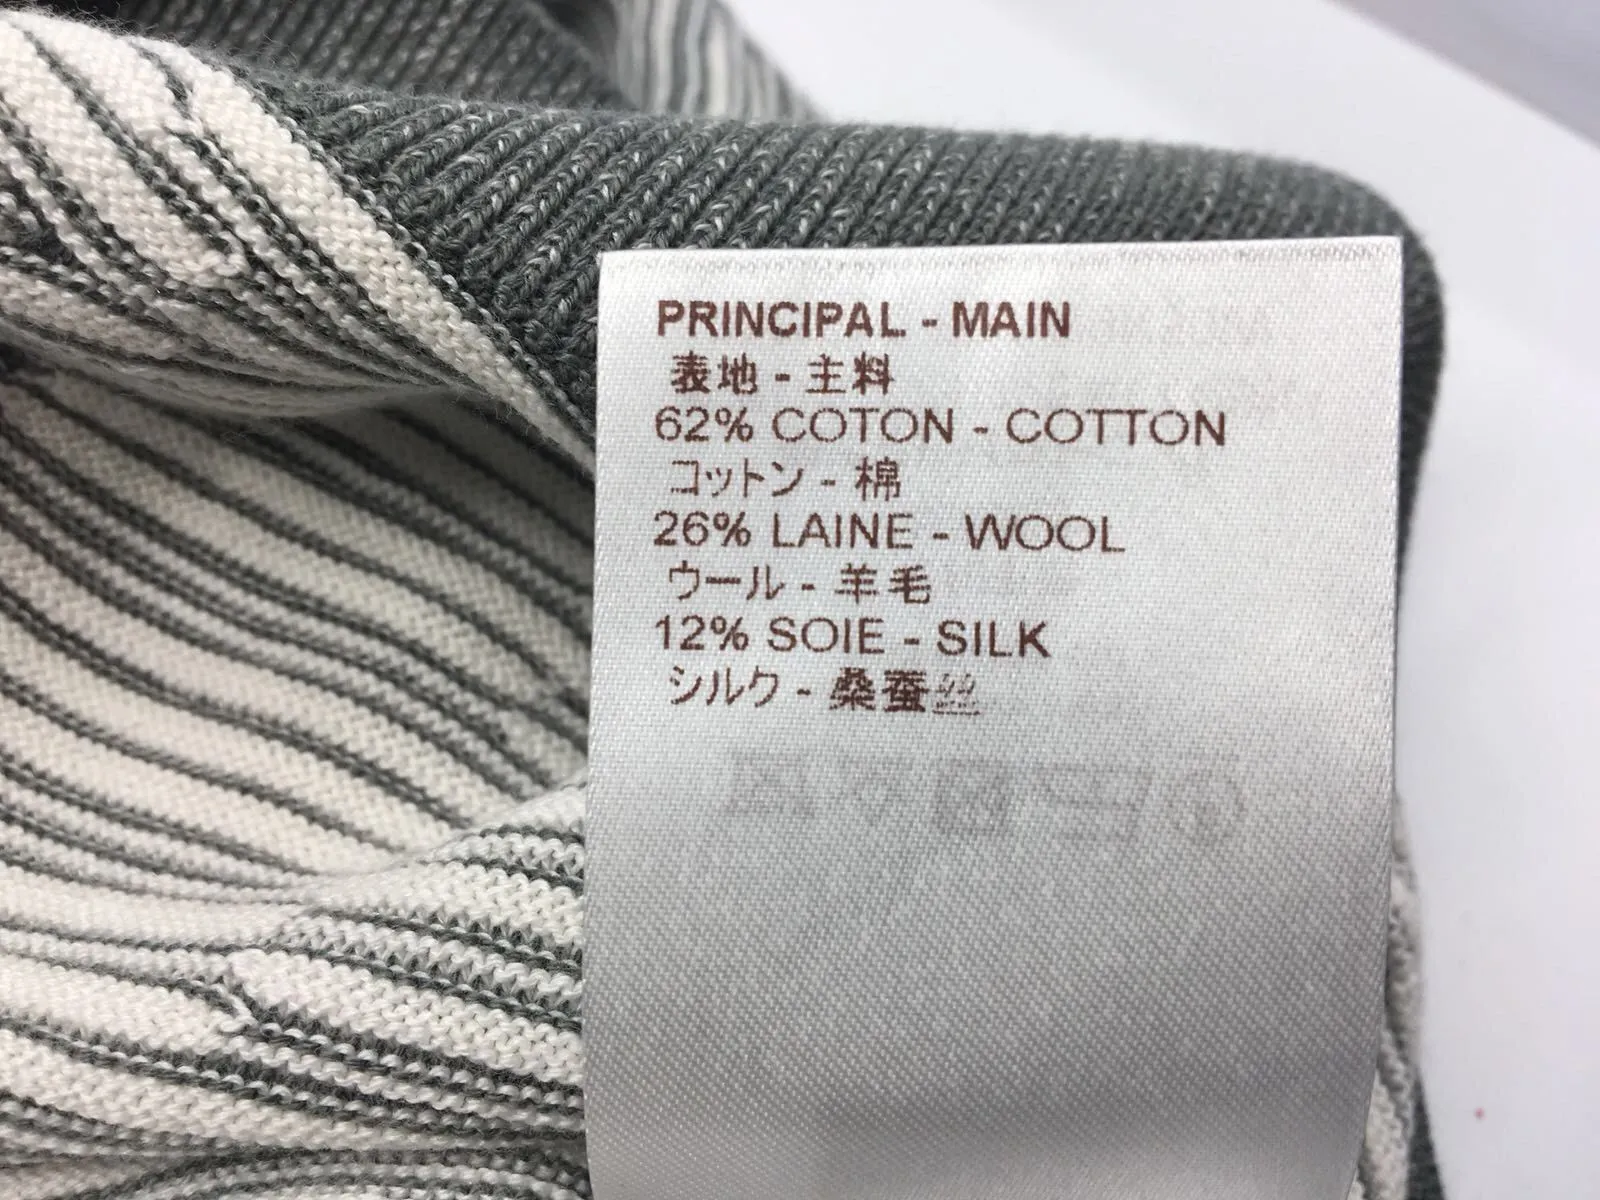 PRINCIPAL - MAIN
表地 - 主料
62% COTON - COTTON
コットン - 棉
26% LAINE - WOOL
ウール - 羊毛
12% SOIE - SILK
シルク - 桑蚕丝